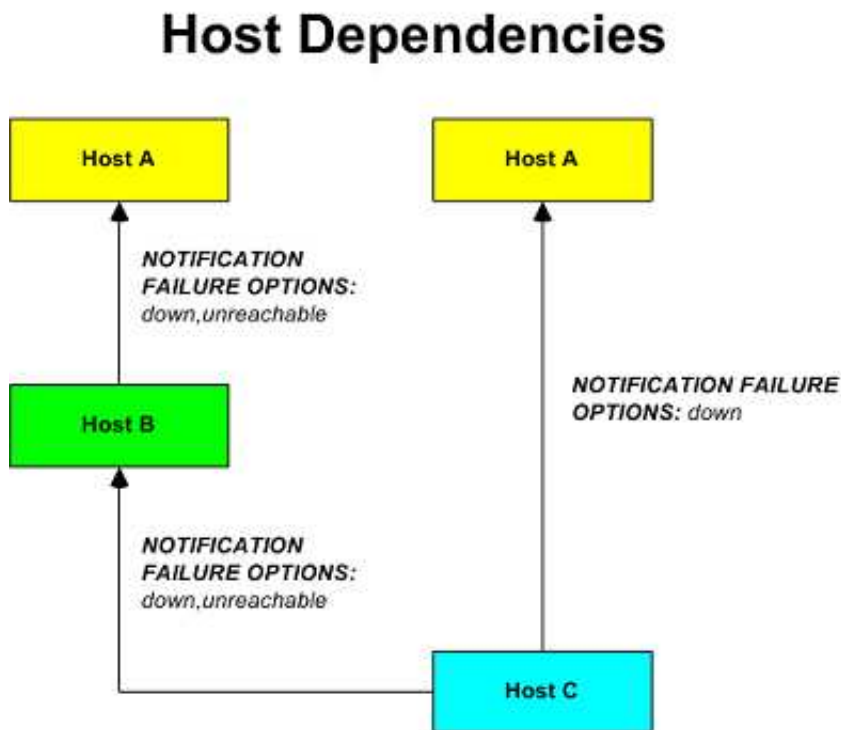 Host Dependencies
Host A
Host A
NOTIFICATION
FAILURE OPTIONS:
down,unreachable
NOTIFICATION FAILURE
OPTIONS: down
Host B
NOTIFICATION
FAILURE OPTIONS:
down,unreachable
Host C